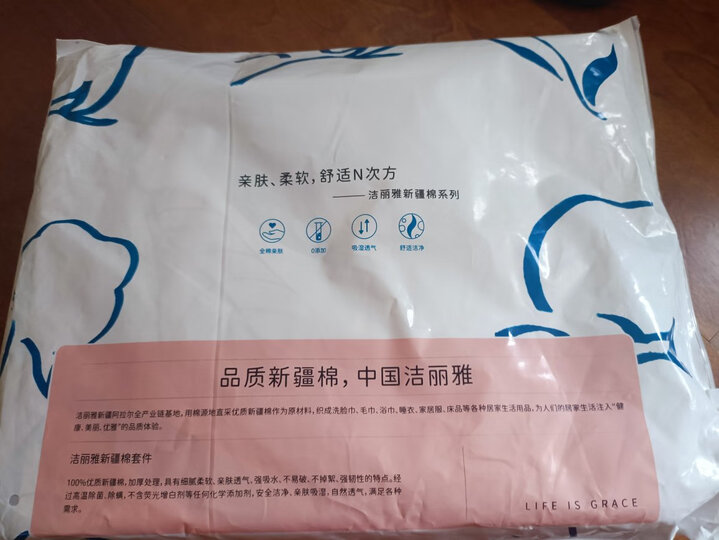 亲肤、柔软，舒适N次方
——洁丽雅新疆棉系列
全棉亲肤
0添加
吸湿透气
舒适洁净
品质新疆棉，中国洁丽雅
洁丽雅新疆阿拉尔全产业链基地，用棉源地直采优质新疆棉作为原材料，织成洗脸巾、毛巾、浴巾、睡衣、家居服、床品等各种居家生活用品，为人们的居家生活注入“健
康、美丽、优雅”的品质体验。
洁丽雅新疆棉套件
100%优质新疆棉，加厚处理，具有细腻柔软、亲肤透气、强吸水、不易破、不掉絮、强韧性的特点。经
过高温除菌、除螨，不含荧光增白剂等任何化学添加剂，安全洁净、亲肤吸湿，自然透气，满足各种
需求。
LIFE IS GRACE